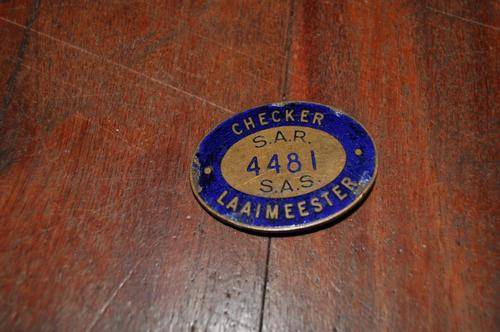 CHECKER
S.A.R.
4481
S.A.S.
LAAIMEESTER